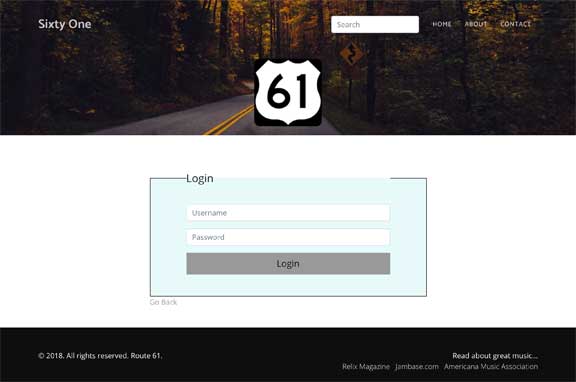 Sixty One
Search
HOME ABOUT CONTACT
61
Login
Username
Password
Login
Go Back
© 2018. All rights reserved. Route 61.
Read about great music...
Relix Magazine Jambase.com Americana Music Association